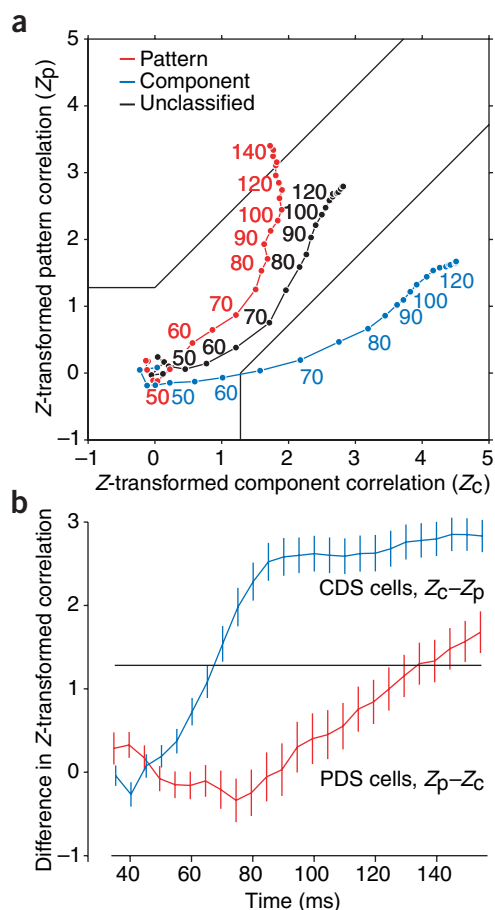 a
5
4
3
2
1
0
−1
Z-transformed pattern correlation (Zp)
Pattern
Component
Unclassified
140
120
100
90
80
70
60
50
120
100
90
80
70
60
50
120
100
90
80
70
60
50
−1 0 1 2 3 4 5
Z-transformed component correlation (Zc)
b
3
2
1
0
−1
Difference in Z-transformed correlation
CDS cells, Zc–Zp
PDS cells, Zp–Zc
40 60 80 100 120 140
Time (ms)